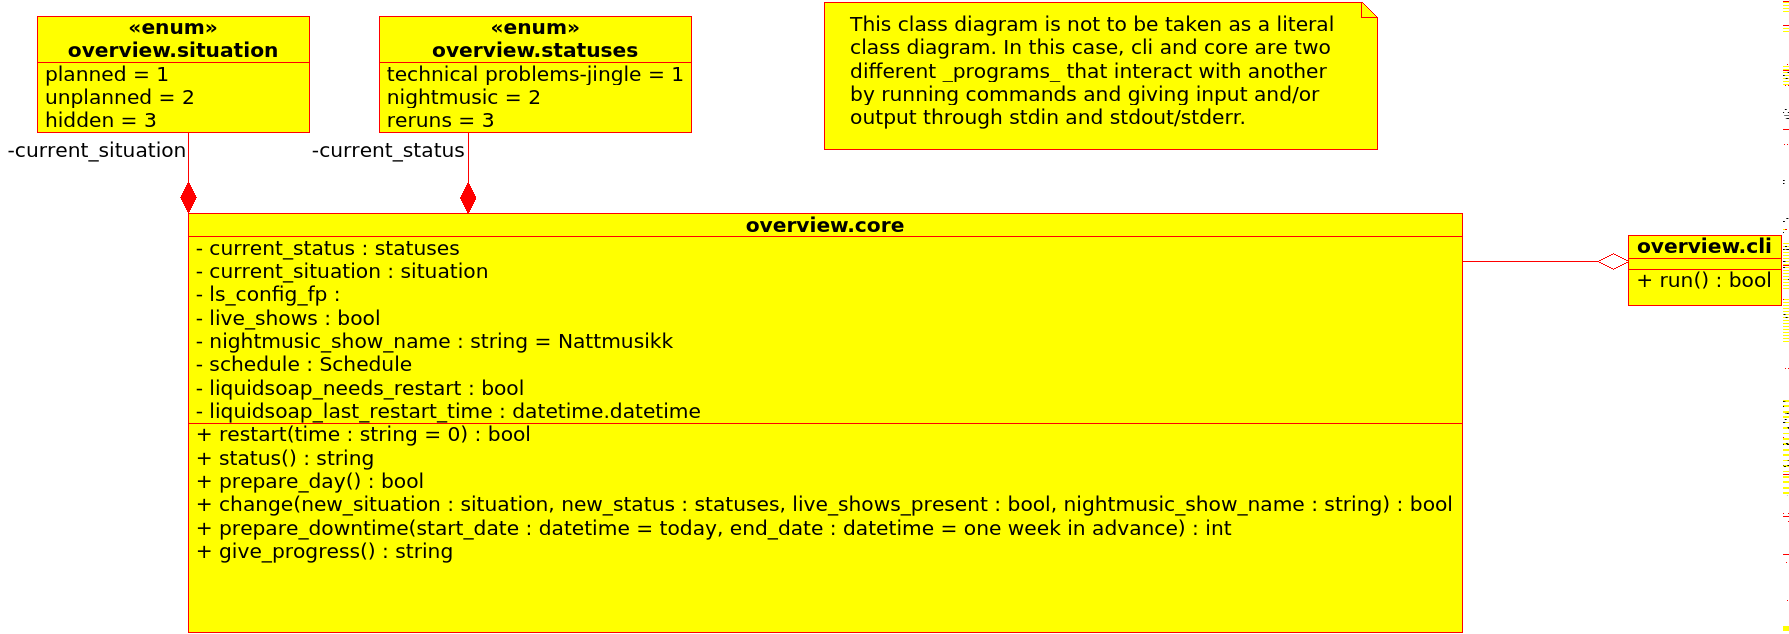 «enum»
overview.situation
planned = 1
unplanned = 2
hidden = 3
«enum»
overview.statuses
technical problems-jingle = 1
nightmusic = 2
reruns = 3
This class diagram is not to be taken as a literal
class diagram. In this case, cli and core are two
different _programs_ that interact with another
by running commands and giving input and/or
output through stdin and stdout/stderr.
-current_situation
-current_status
overview.core
- current_status : statuses
- current_situation : situation
- ls_config_fp :
- live_shows : bool
- nightmusic_show_name : string = Nattmusikk
- schedule : Schedule
- liquidsoap_needs_restart : bool
- liquidsoap_last_restart_time : datetime.datetime
+ restart(time : string = 0) : bool
+ status() : string
+ prepare_day() : bool
+ change(new_situation : situation, new_status : statuses, live_shows_present : bool, nightmusic_show_name : string) : bool
+ prepare_downtime(start_date : datetime = today, end_date : datetime = one week in advance) : int
+ give_progress() : string
overview.cli
+ run() : bool